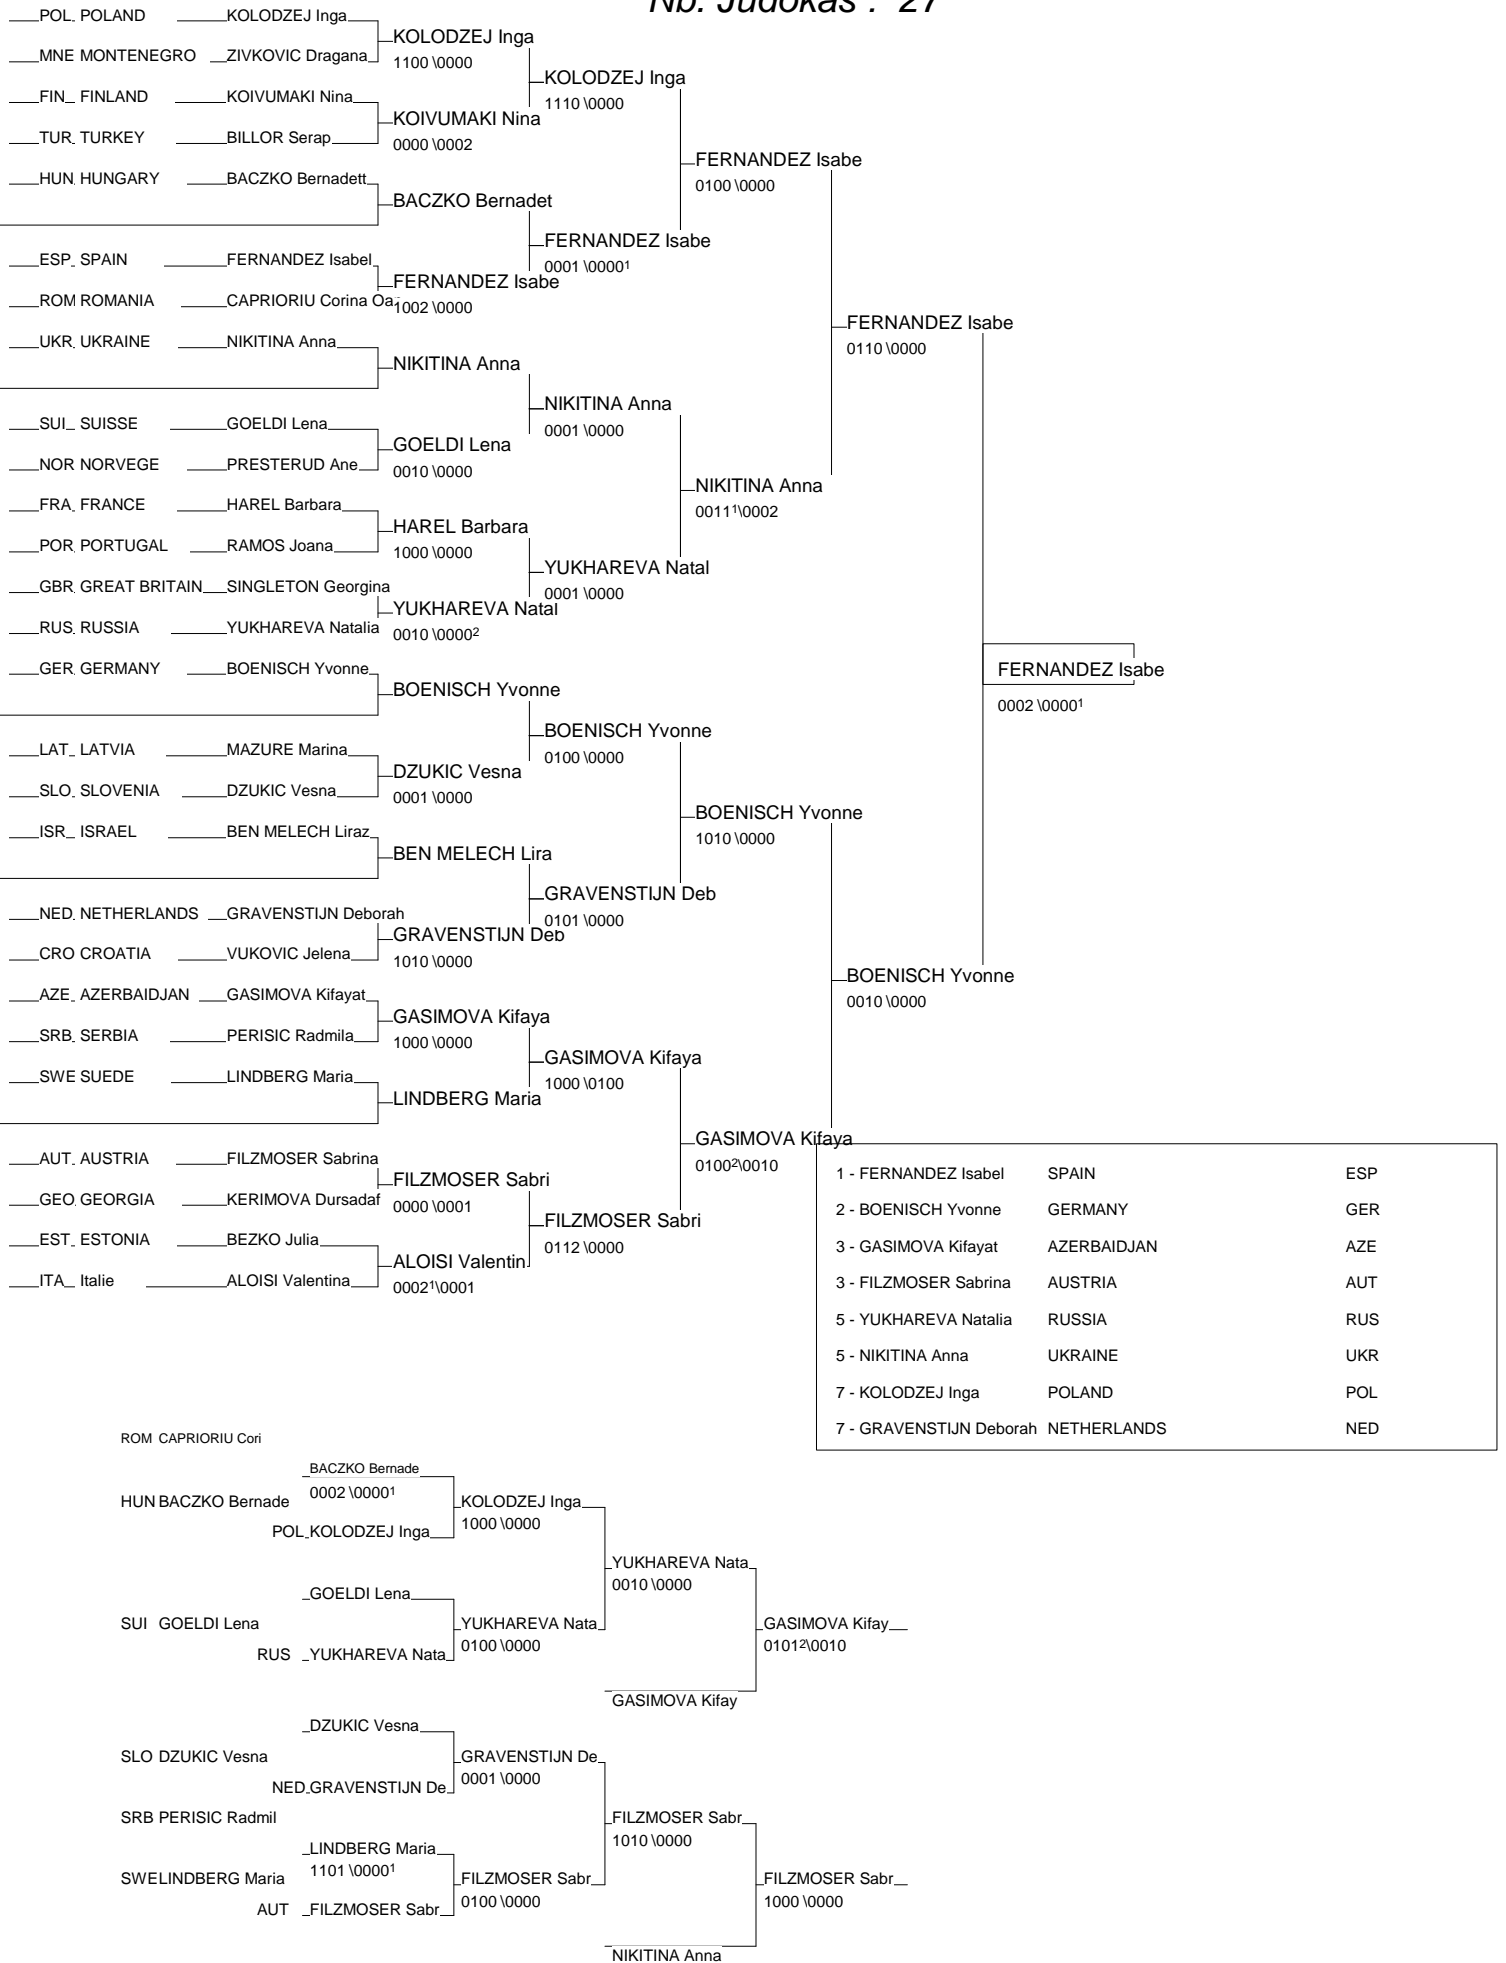 Nb. Judokas : 27
POL POLAND KOLODZEJ Inga
KOLODZEJ Inga
MNE MONTENEGRO ZIVKOVIC Dragana
1100 \0000
KOLODZEJ Inga
FIN FINLAND KOIVUMAKI Nina
1110 \0000
KOIVUMAKI Nina
TUR TURKEY BILLOR Serap
0000 \0002
FERNANDEZ Isabe
HUN HUNGARY BACZKO Bernadett
0100 \0000
BACZKO Bernadet
FERNANDEZ Isabe
ESP SPAIN FERNANDEZ Isabel
0001 \0000¹
FERNANDEZ Isabe
ROM ROMANIA CAPRIORIU Corina Oa
1002 \0000
FERNANDEZ Isabe
UKR UKRAINE NIKITINA Anna
0110 \0000
NIKITINA Anna
NIKITINA Anna
SUI SUISSE GOELDI Lena
0001 \0000
GOELDI Lena
NOR NORVEGE PRESTERUD Ane
0010 \0000
NIKITINA Anna
FRA FRANCE HAREL Barbara
0011¹\0002
HAREL Barbara
POR PORTUGAL RAMOS Joana
1000 \0000
YUKHAREVA Natal
GBR GREAT BRITAIN SINGLETON Georgina
0001 \0000
YUKHAREVA Natal
RUS RUSSIA YUKHAREVA Natalia
0010 \0000²
GER GERMANY BOENISCH Yvonne
FERNANDEZ Isabe
BOENISCH Yvonne
0002 \0000¹
BOENISCH Yvonne
LAT LATVIA MAZURE Marina
0100 \0000
DZUKIC Vesna
SLO SLOVENIA DZUKIC Vesna
0001 \0000
BOENISCH Yvonne
ISR ISRAEL BEN MELECH Liraz
1010 \0000
BEN MELECH Lira
GRAVENSTIJN Deb
NED NETHERLANDS GRAVENSTIJN Deborah
0101 \0000
GRAVENSTIJN Deb
CRO CROATIA VUKOVIC Jelena
1010 \0000
BOENISCH Yvonne
AZE AZERBAIDJAN GASIMOVA Kifayat
0010 \0000
GASIMOVA Kifaya
SRB SERBIA PERISIC Radmila
1000 \0000
GASIMOVA Kifaya
SWE SUEDE LINDBERG Maria
1000 \0100
LINDBERG Maria
GASIMOVA Kifaya
AUT AUSTRIA FILZMOSER Sabrina
0100²\0010
FILZMOSER Sabri
GEO GEORGIA KERIMOVA Dursadaf
0000 \0001
FILZMOSER Sabri
EST ESTONIA BEZKO Julia
0112 \0000
ALOISI Valentin
ITA Italie ALOISI Valentina
0002¹\0001
1 - FERNANDEZ Isabel SPAIN ESP
2 - BOENISCH Yvonne GERMANY GER
3 - GASIMOVA Kifayat AZERBAIDJAN AZE
3 - FILZMOSER Sabrina AUSTRIA AUT
5 - YUKHAREVA Natalia RUSSIA RUS
5 - NIKITINA Anna UKRAINE UKR
7 - KOLODZEJ Inga POLAND POL
7 - GRAVENSTIJN Deborah NETHERLANDS NED
ROM CAPRIORIU Cori
BACZKO Bernade
0002 \0000¹
HUN BACZKO Bernade
KOLODZEJ Inga
1000 \0000
POL KOLODZEJ Inga
YUKHAREVA Nata
0010 \0000
GOELDI Lena
SUI GOELDI Lena
YUKHAREVA Nata
0100 \0000
GASIMOVA Kifay
0101²\0010
RUS YUKHAREVA Nata
GASIMOVA Kifay
DZUKIC Vesna
SLO DZUKIC Vesna
GRAVENSTIJN De
0001 \0000
NED GRAVENSTIJN De
SRB PERISIC Radmil
FILZMOSER Sabr
1010 \0000
LINDBERG Maria
1101 \0000¹
SWE LINDBERG Maria
FILZMOSER Sabr
0100 \0000
FILZMOSER Sabr
1000 \0000
AUT FILZMOSER Sabr
NIKITINA Anna